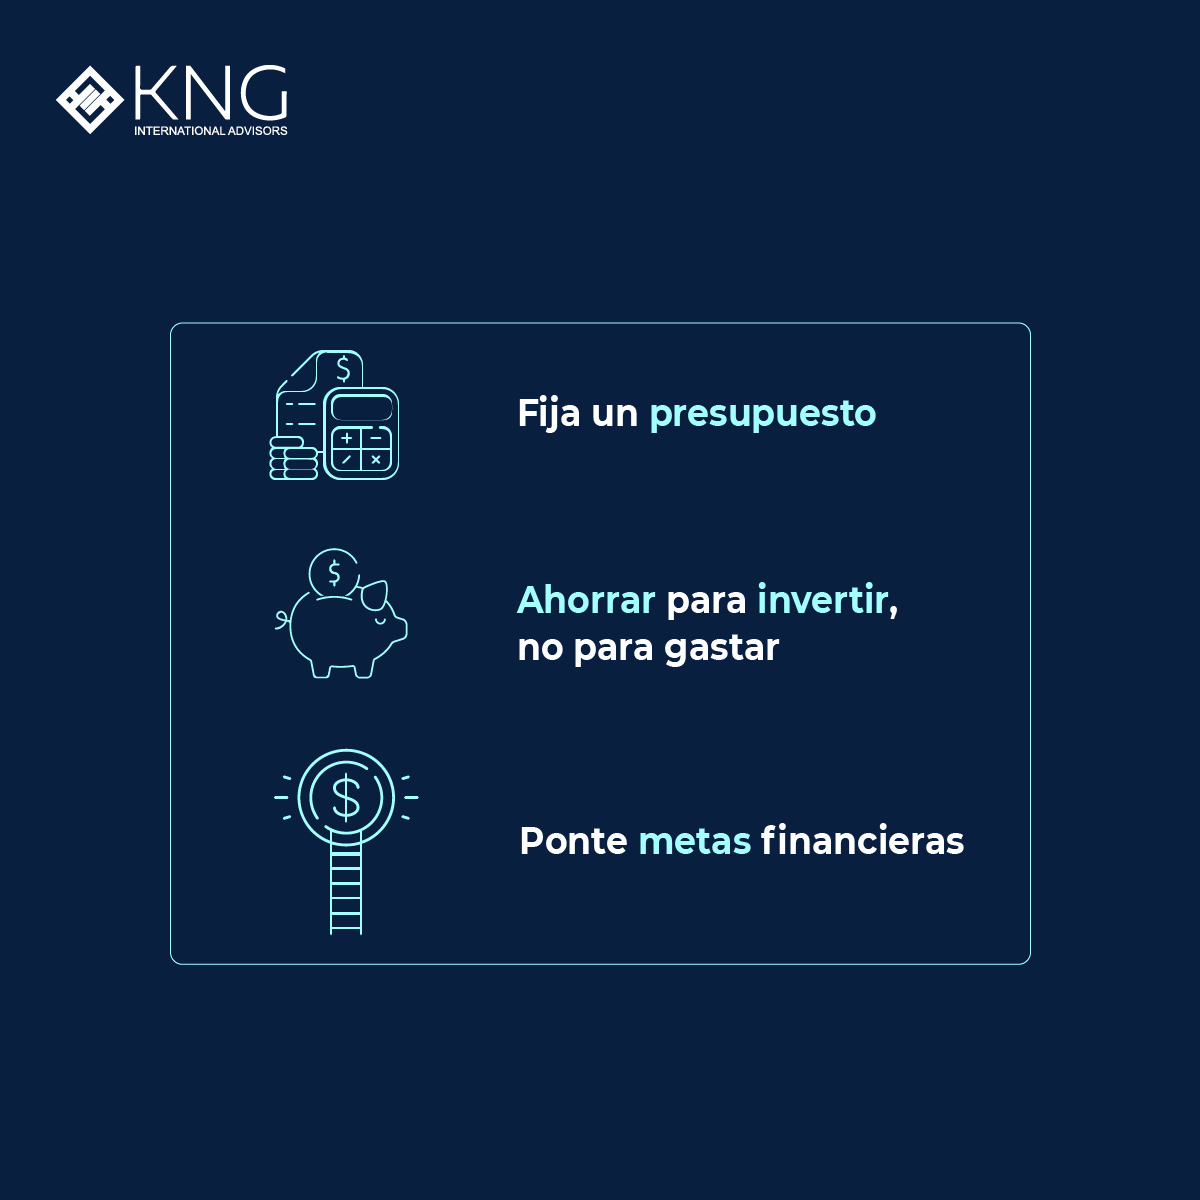 KNG
INTERNATIONAL ADVISORS
$
Fija un presupuesto
$
Ahorrar para invertir,
no para gastar
$
Ponte metas financieras